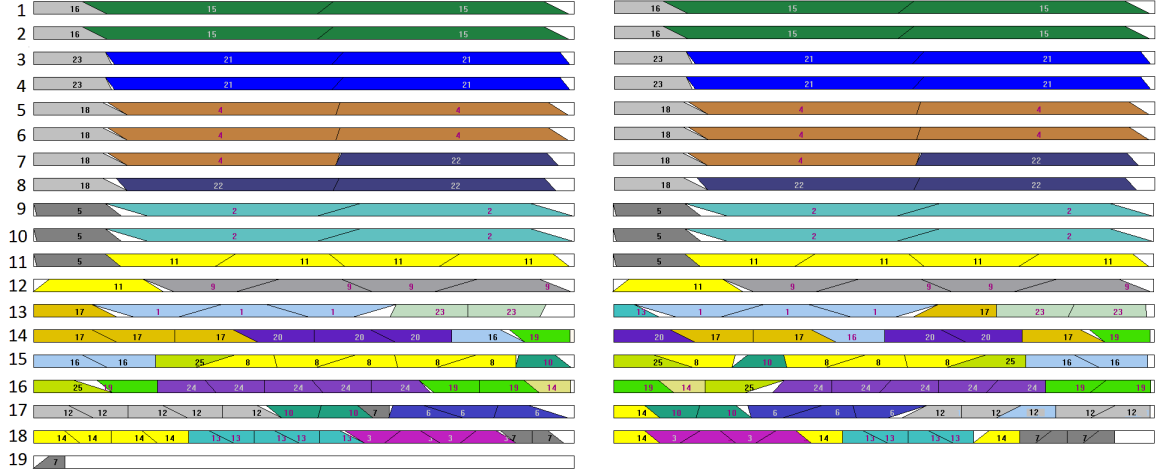 1 16 15 15 16 15 15
2 16 15 15 16 15 15
3 23 21 21 23 21 21
4 23 21 21 23 21 21
5 18 4 4 18 4 4
6 18 4 4 18 4 4
7 18 4 22 18 4 22
8 18 22 22 18 22 22
9 5 2 2 5 2 2
10 5 2 2 5 2 2
11 5 11 11 11 11 5 11 11 11 11
12 11 9 9 9 9 11 9 9 9 9
13 17 1 1 1 23 23 13 1 1 1 17 23 23
14 17 17 17 20 20 20 16 19 20 17 17 16 20 20 17 19
15 16 16 25 8 8 8 8 8 10 25 8 10 8 8 8 25 16 16
16 25 19 24 24 24 24 24 19 19 14 19 14 25 24 24 24 24 24 19 19
17 12 12 12 12 10 10 7 6 6 6 14 10 10 6 6 6 12 12 12 12
18 14 14 14 14 13 13 13 13 3 3 3 7 7 14 3 3 3 14 13 13 13 13 14 7 7
19 7